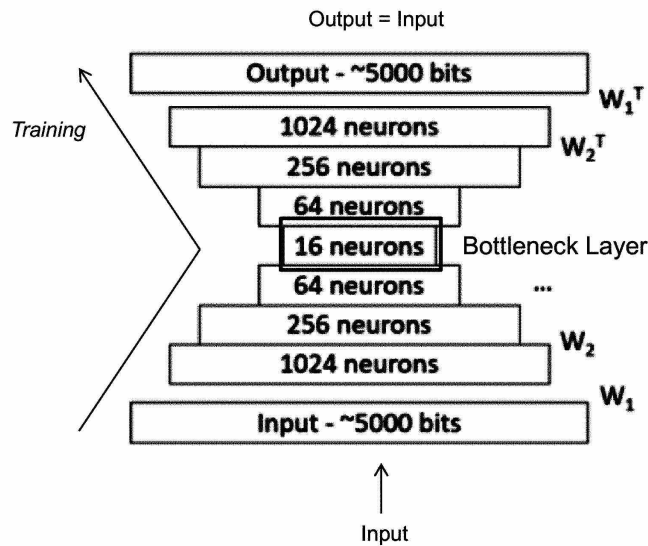 Output = Input
Output - ~5000 bits
W₁ᵀ
Training
1024 neurons
W₂ᵀ
256 neurons
64 neurons
16 neurons
Bottleneck Layer
64 neurons
...
256 neurons
W₂
1024 neurons
W₁
Input - ~5000 bits
Input